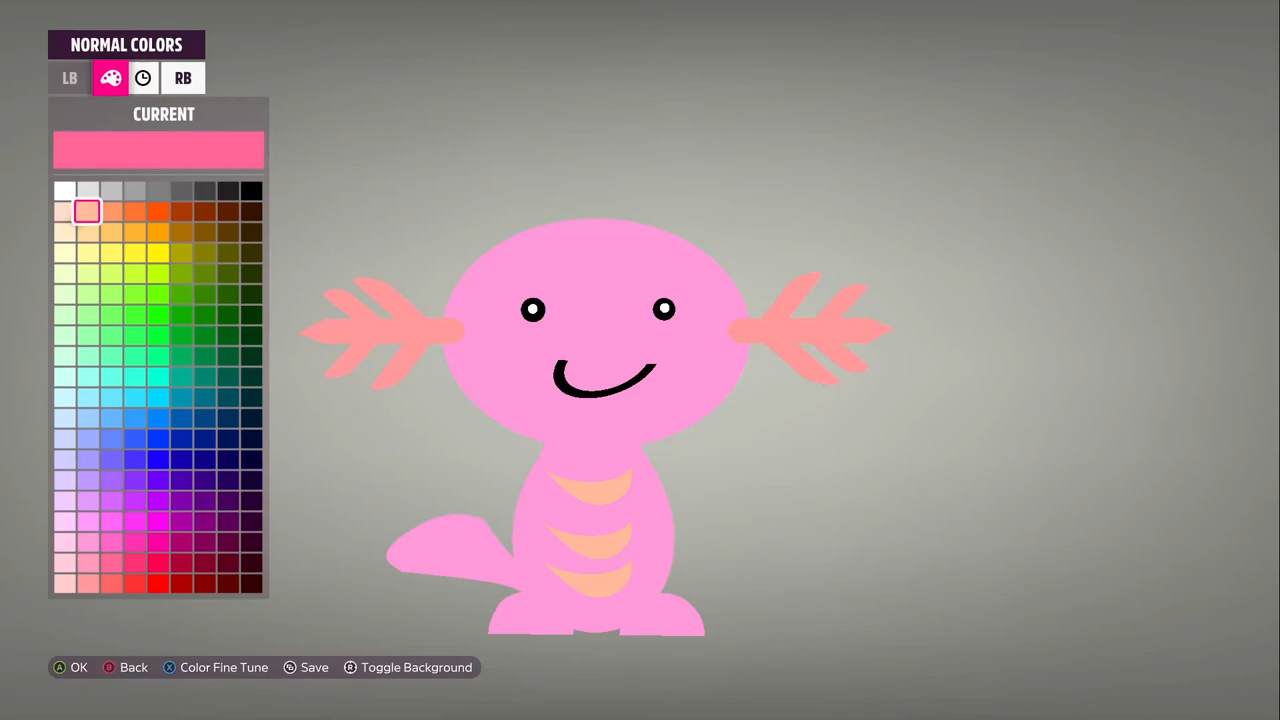 NORMAL COLORS
LB RB
CURRENT
A OK B Back X Color Fine Tune Save R Toggle Background